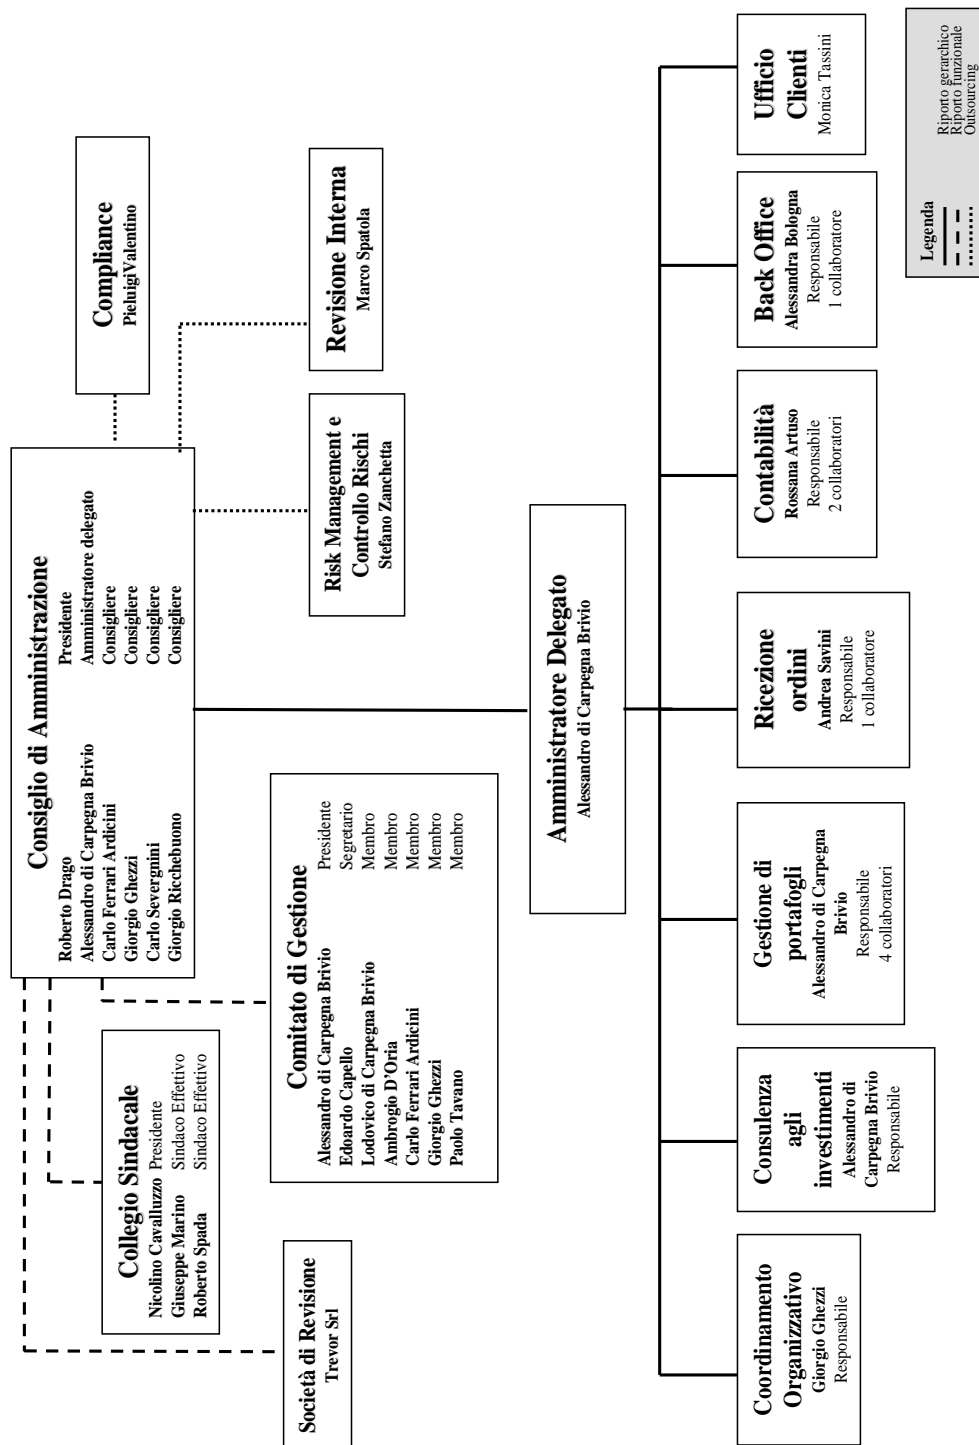 Consiglio di Amministrazione
Roberto Drago Presidente
Alessandro di Carpegna Brivio Amministratore delegato
Carlo Ferrari Ardicini Consigliere
Giorgio Ghezzi Consigliere
Carlo Severgnini Consigliere
Giorgio Ricchebuono Consigliere
Compliance
PieluigiValentino
Collegio Sindacale
Nicolino Cavalluzzo Presidente
Giuseppe Marino Sindaco Effettivo
Roberto Spada Sindaco Effettivo
Società di Revisione
Trevor Srl
Comitato di Gestione
Alessandro di Carpegna Brivio Presidente
Edoardo Capello Segretario
Lodovico di Carpegna Brivio Membro
Ambrogio D'Oria Membro
Carlo Ferrari Ardicini Membro
Giorgio Ghezzi Membro
Paolo Tavano Membro
Risk Management e
Controllo Rischi
Stefano Zanchetta
Revisione Interna
Marco Spatola
Amministratore Delegato
Alessandro di Carpegna Brivio
Coordinamento
Organizzativo
Giorgio Ghezzi
Responsabile
Consulenza
agli
investimenti
Alessandro di
Carpegna Brivio
Responsabile
Gestione di
portafogli
Alessandro di Carpegna
Brivio
Responsabile
4 collaboratori
Ricezione
ordini
Andrea Savini
Responsabile
1 collaboratore
Contabilità
Rossana Artuso
Responsabile
2 collaboratori
Back Office
Alessandra Bologna
Responsabile
1 collaboratore
Ufficio
Clienti
Monica Tassini
Legenda
Riporto gerarchico
Riporto funzionale
Outsourcing